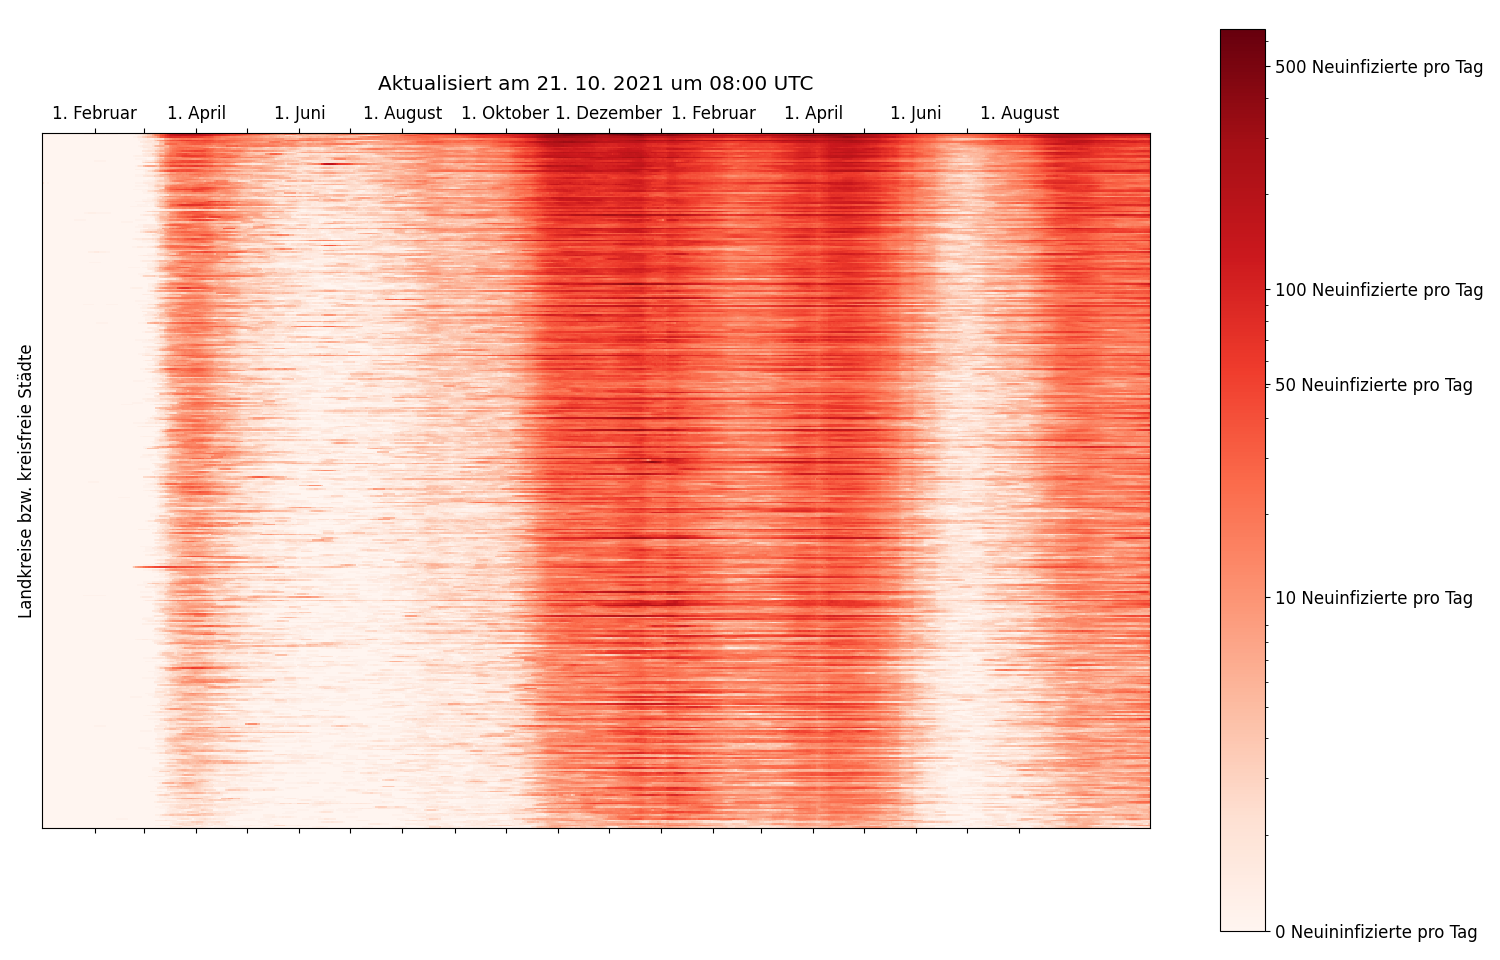 Aktualisiert am 21. 10. 2021 um 08:00 UTC
1. Februar 1. April 1. Juni 1. August 1. Oktober 1. Dezember 1. Februar 1. April 1. Juni 1. August
Landkreise bzw. kreisfreie Städte
500 Neuinfizierte pro Tag
100 Neuinfizierte pro Tag
50 Neuinfizierte pro Tag
10 Neuinfizierte pro Tag
0 Neuininfizierte pro Tag